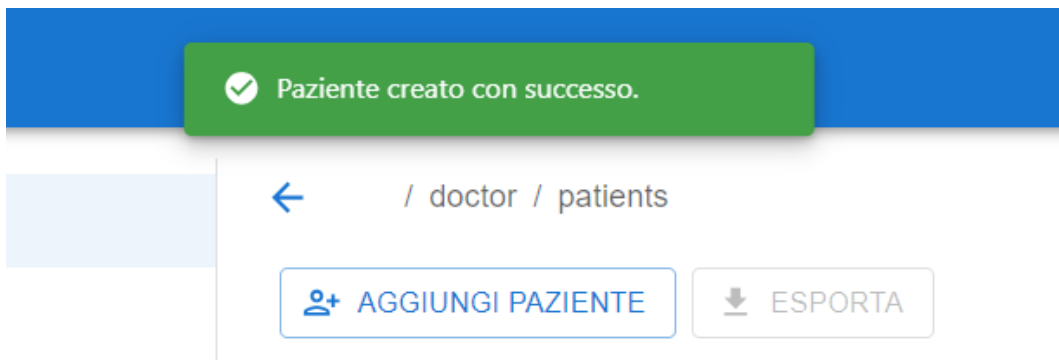 Paziente creato con successo.
/ doctor / patients
AGGIUNGI PAZIENTE ESPORTA